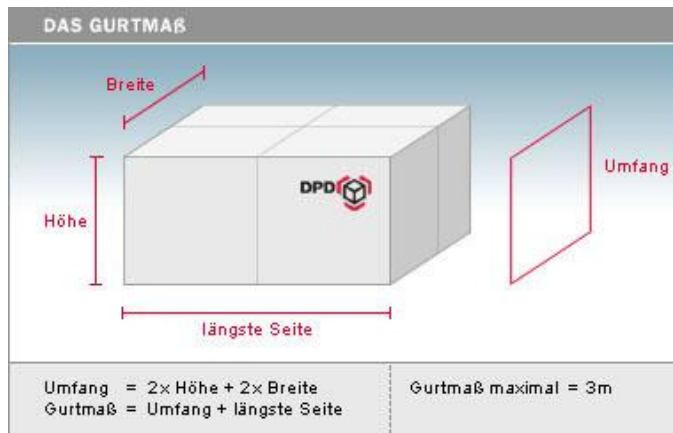 DAS GURTMAß
Breite
DPD
Umfang
Höhe
längste Seite
Umfang = 2x Höhe + 2x Breite
Gurtmaß = Umfang + längste Seite
Gurtmaß maximal = 3m